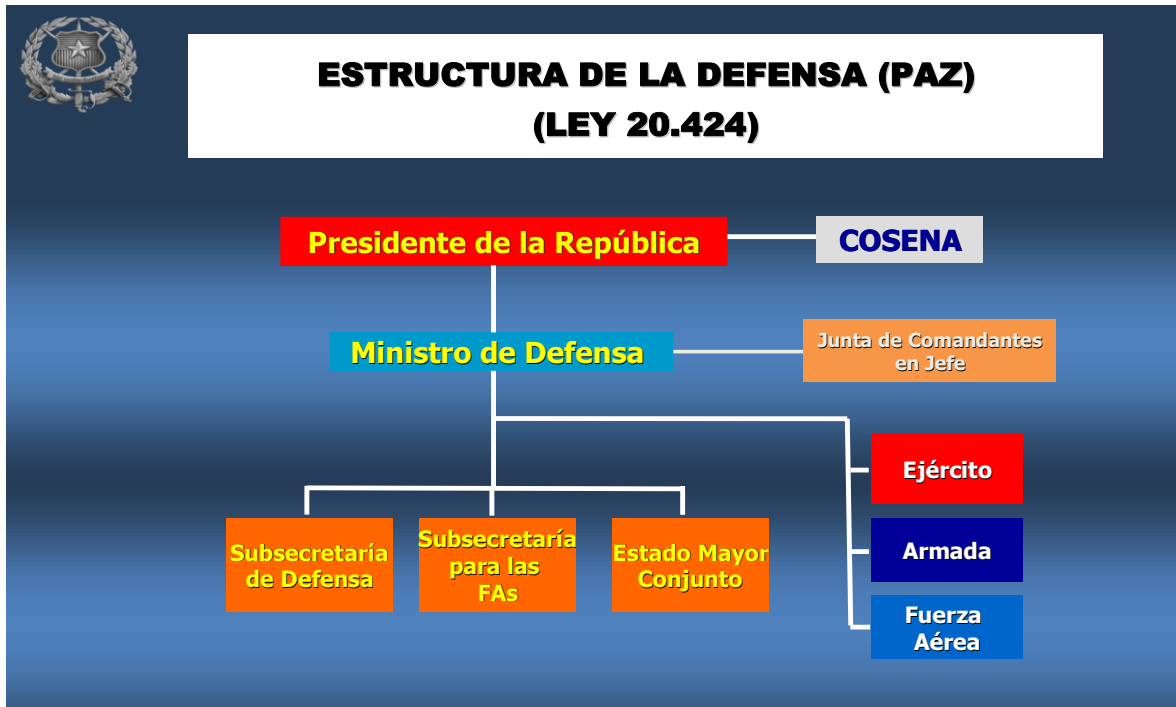 ESTRUCTURA DE LA DEFENSA (PAZ)
(LEY 20.424)
Presidente de la República
COSENA
Ministro de Defensa
Junta de Comandantes
en Jefe
Ejército
Armada
Fuerza
Aérea
Subsecretaría
de Defensa
Subsecretaría
para las
FAs
Estado Mayor
Conjunto